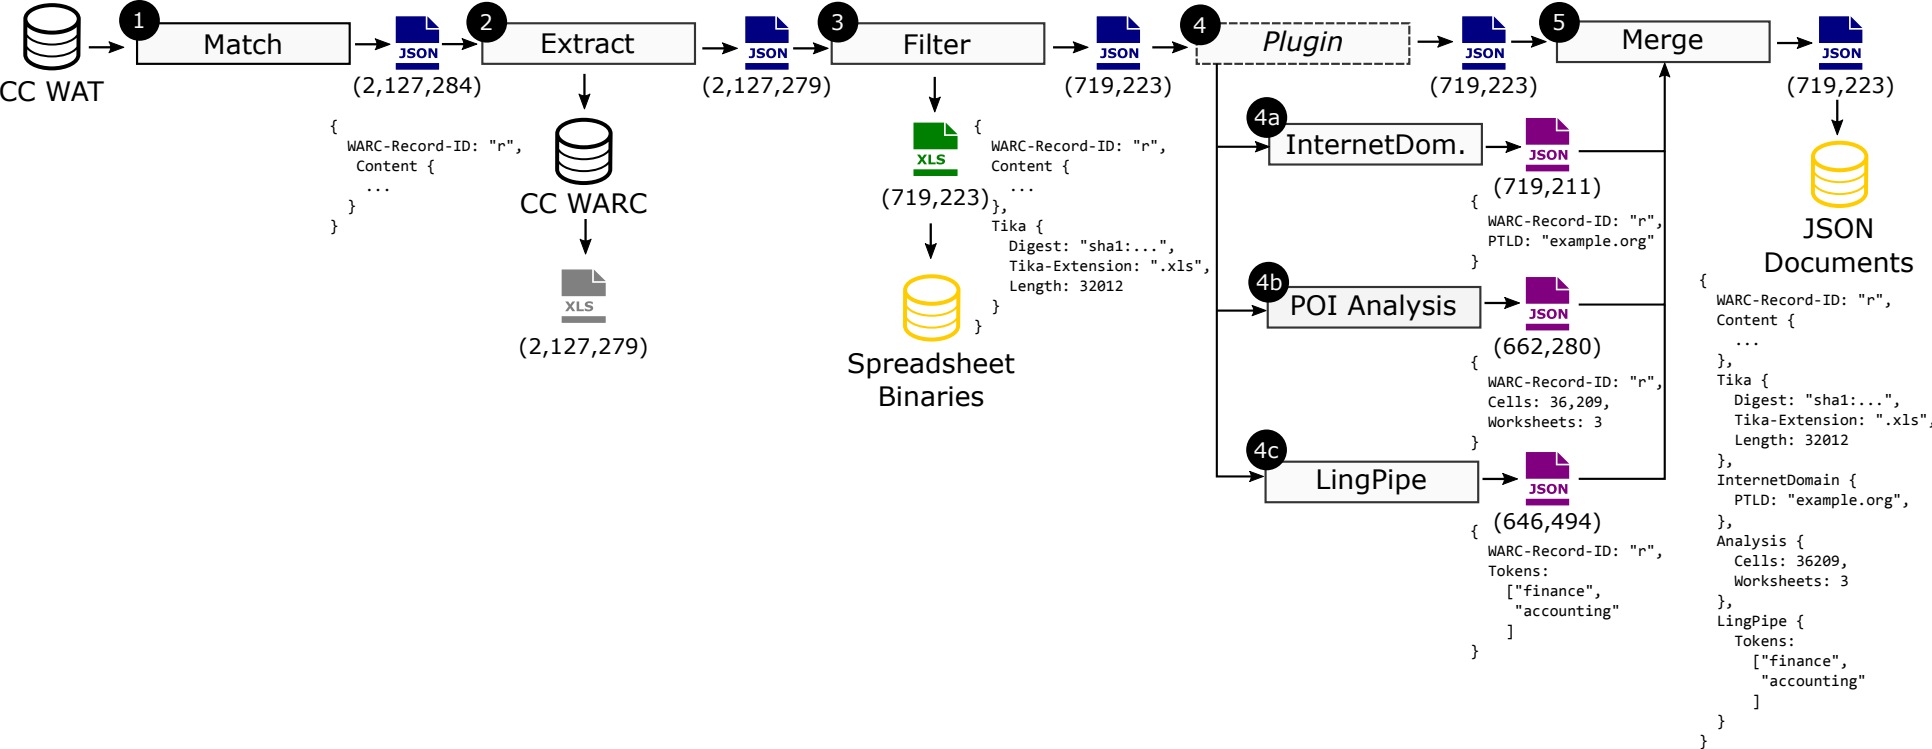 CC WAT
1
Match
JSON
(2,127,284)
{
WARC-Record-ID: "r",
Content {
...
}
}
2
Extract
CC WARC
XLS
(2,127,279)
JSON
(2,127,279)
3
Filter
XLS
(719,223)
Spreadsheet
Binaries
JSON
(719,223)
{
WARC-Record-ID: "r",
Content {
...
},
Tika {
Digest: "sha1:...",
Tika-Extension: ".xls",
Length: 32012
}
}
4
Plugin
JSON
(719,223)
4a
InternetDom.
JSON
(719,211)
{
WARC-Record-ID: "r",
PTLD: "example.org"
}
4b
POI Analysis
JSON
(662,280)
{
WARC-Record-ID: "r",
Cells: 36,209,
Worksheets: 3
}
4c
LingPipe
JSON
(646,494)
{
WARC-Record-ID: "r",
Tokens:
["finance",
"accounting"
]
}
5
Merge
JSON
(719,223)
JSON
Documents
{
WARC-Record-ID: "r",
Content {
...
},
Tika {
Digest: "sha1:...",
Tika-Extension: ".xls",
Length: 32012
},
InternetDomain {
PTLD: "example.org",
},
Analysis {
Cells: 36209,
Worksheets: 3
},
LingPipe {
Tokens:
["finance",
"accounting"
]
}
}